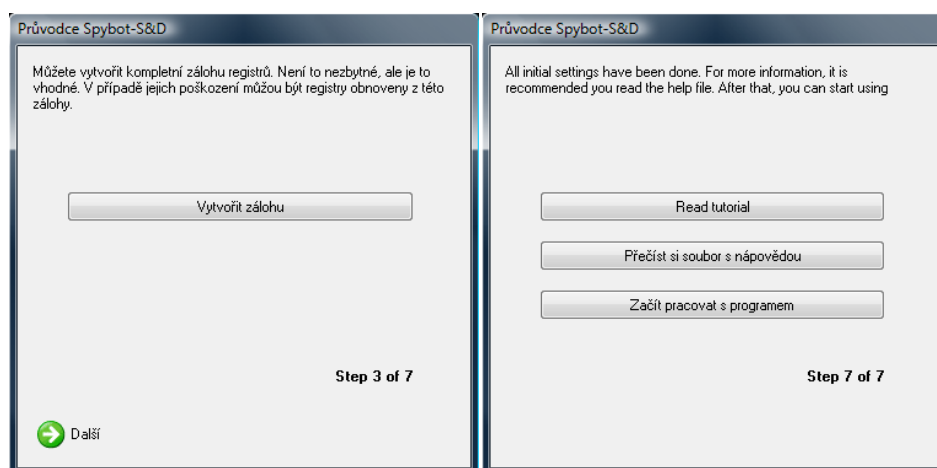 Průvodce Spybot-S&D
Můžete vytvořit kompletní zálohu registrů. Není to nezbytné, ale je to
vhodné. V případě jejich poškození můžou být registry obnoveny z této
zálohy.
Vytvořit zálohu
Step 3 of 7
Další
Průvodce Spybot-S&D
All initial settings have been done. For more information, it is
recommended you read the help file. After that, you can start using
Read tutorial
Přečíst si soubor s nápovědou
Začít pracovat s programem
Step 7 of 7